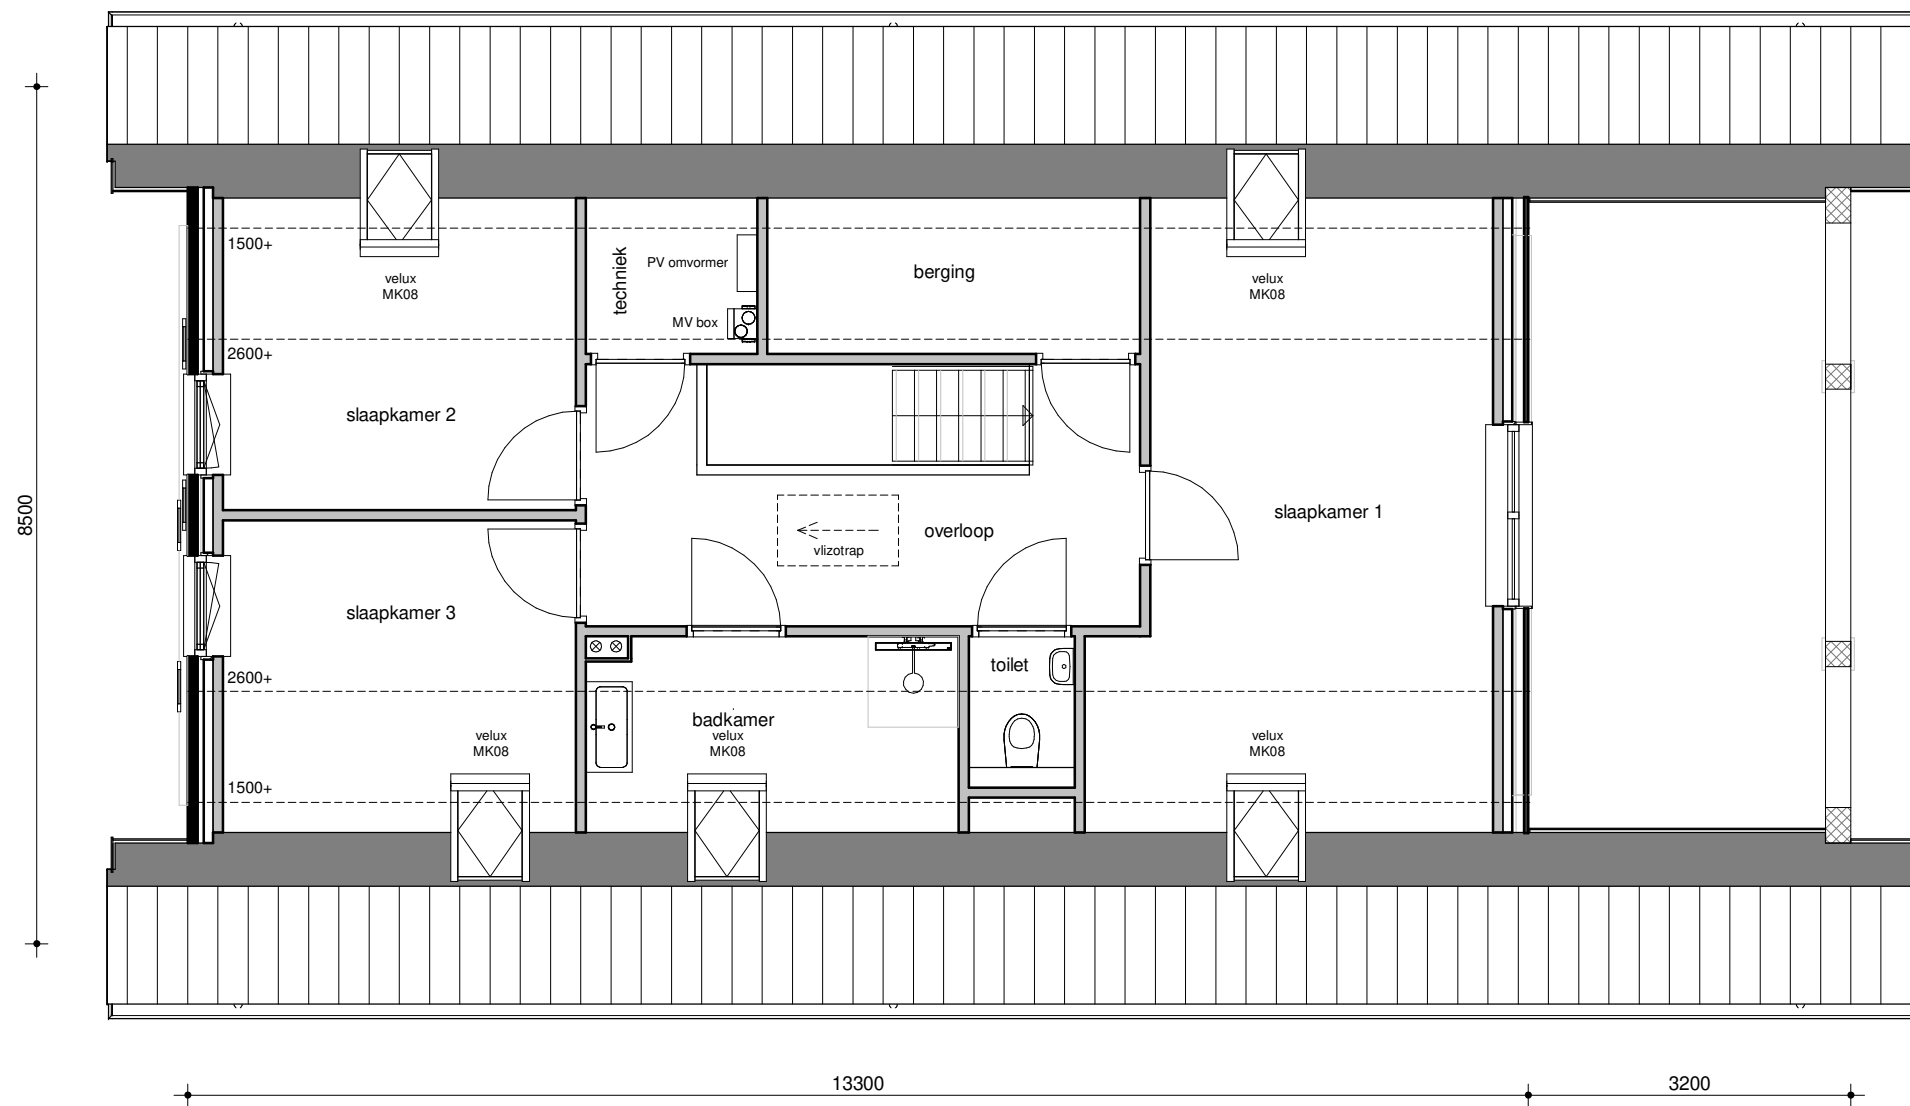 1500+
velux
MK08
techniek
PV omvormer
MV box
berging
velux
MK08
2600+
slaapkamer 2
8500
overloop
vlizotrap
slaapkamer 1
slaapkamer 3
toilet
2600+
badkamer
velux
MK08
velux
MK08
velux
MK08
1500+
13300
3200